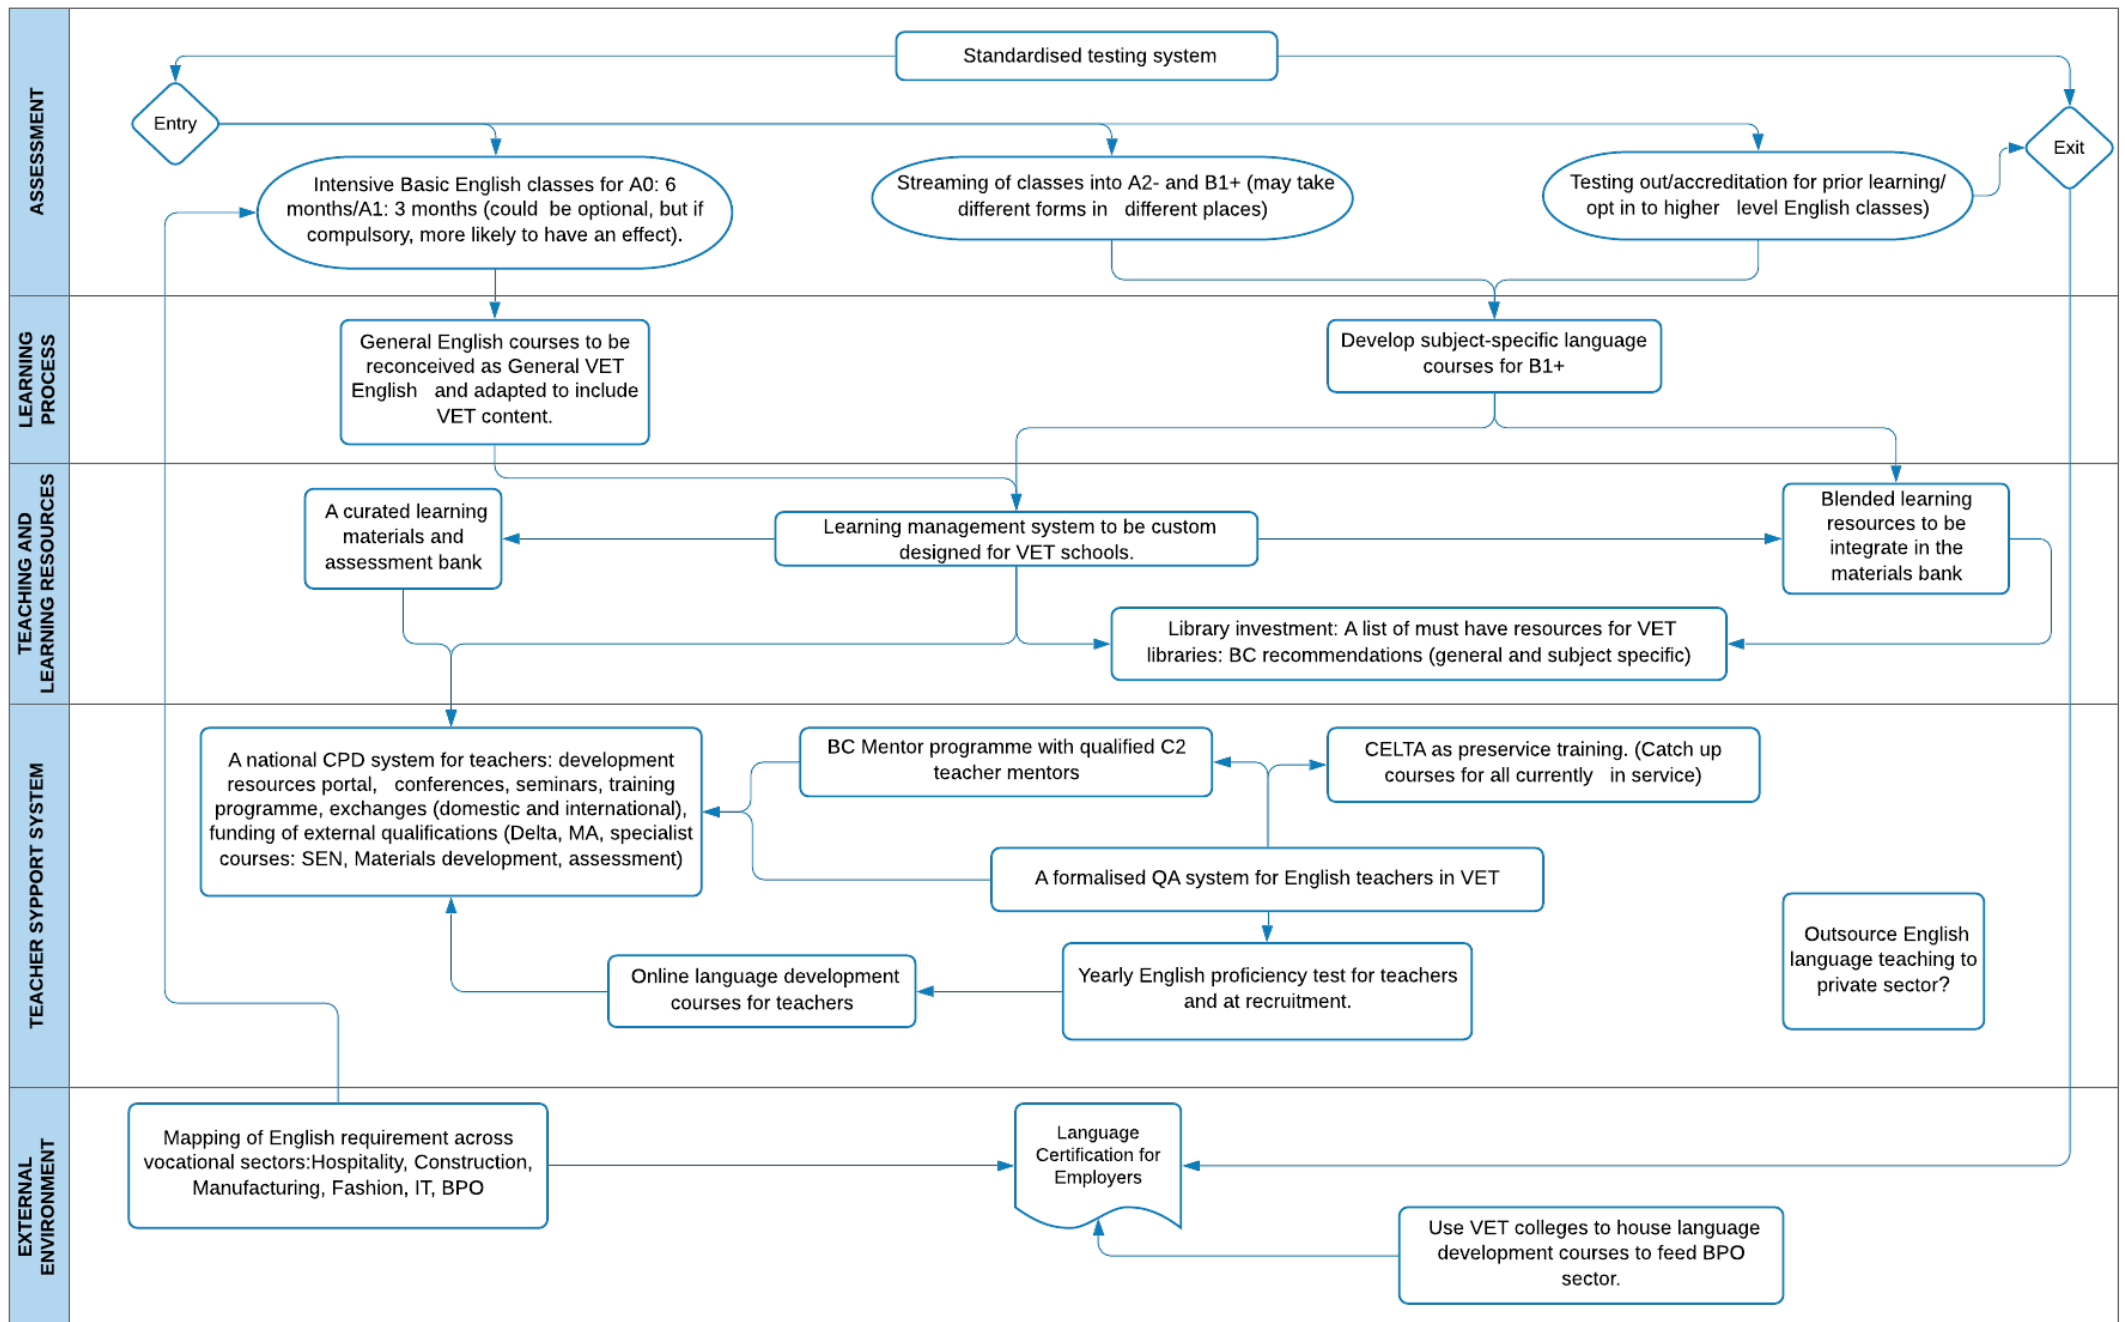 ASSESSMENT
Standardised testing system
Entry
Exit
Intensive Basic English classes for A0: 6
months/A1: 3 months (could be optional, but if
compulsory, more likely to have an effect).
Streaming of classes into A2- and B1+ (may take
different forms in different places)
Testing out/accreditation for prior learning/
opt in to higher level English classes)
LEARNING
PROCESS
General English courses to be
reconceived as General VET
English and adapted to include
VET content.
Develop subject-specific language
courses for B1+
TEACHING AND
LEARNING RESOURCES
A curated learning
materials and
assessment bank
Learning management system to be custom
designed for VET schools.
Blended learning
resources to be
integrate in the
materials bank
Library investment: A list of must have resources for VET
libraries: BC recommendations (general and subject specific)
TEACHER SYPPORT SYSTEM
A national CPD system for teachers: development
resources portal, conferences, seminars, training
programme, exchanges (domestic and international),
funding of external qualifications (Delta, MA, specialist
courses: SEN, Materials development, assessment)
BC Mentor programme with qualified C2
teacher mentors
CELTA as preservice training. (Catch up
courses for all currently in service)
A formalised QA system for English teachers in VET
Outsource English
language teaching to
private sector?
Online language development
courses for teachers
Yearly English proficiency test for teachers
and at recruitment.
EXTERNAL
ENVIRONMENT
Mapping of English requirement across
vocational sectors:Hospitality, Construction,
Manufacturing, Fashion, IT, BPO
Language
Certification for
Employers
Use VET colleges to house language
development courses to feed BPO
sector.